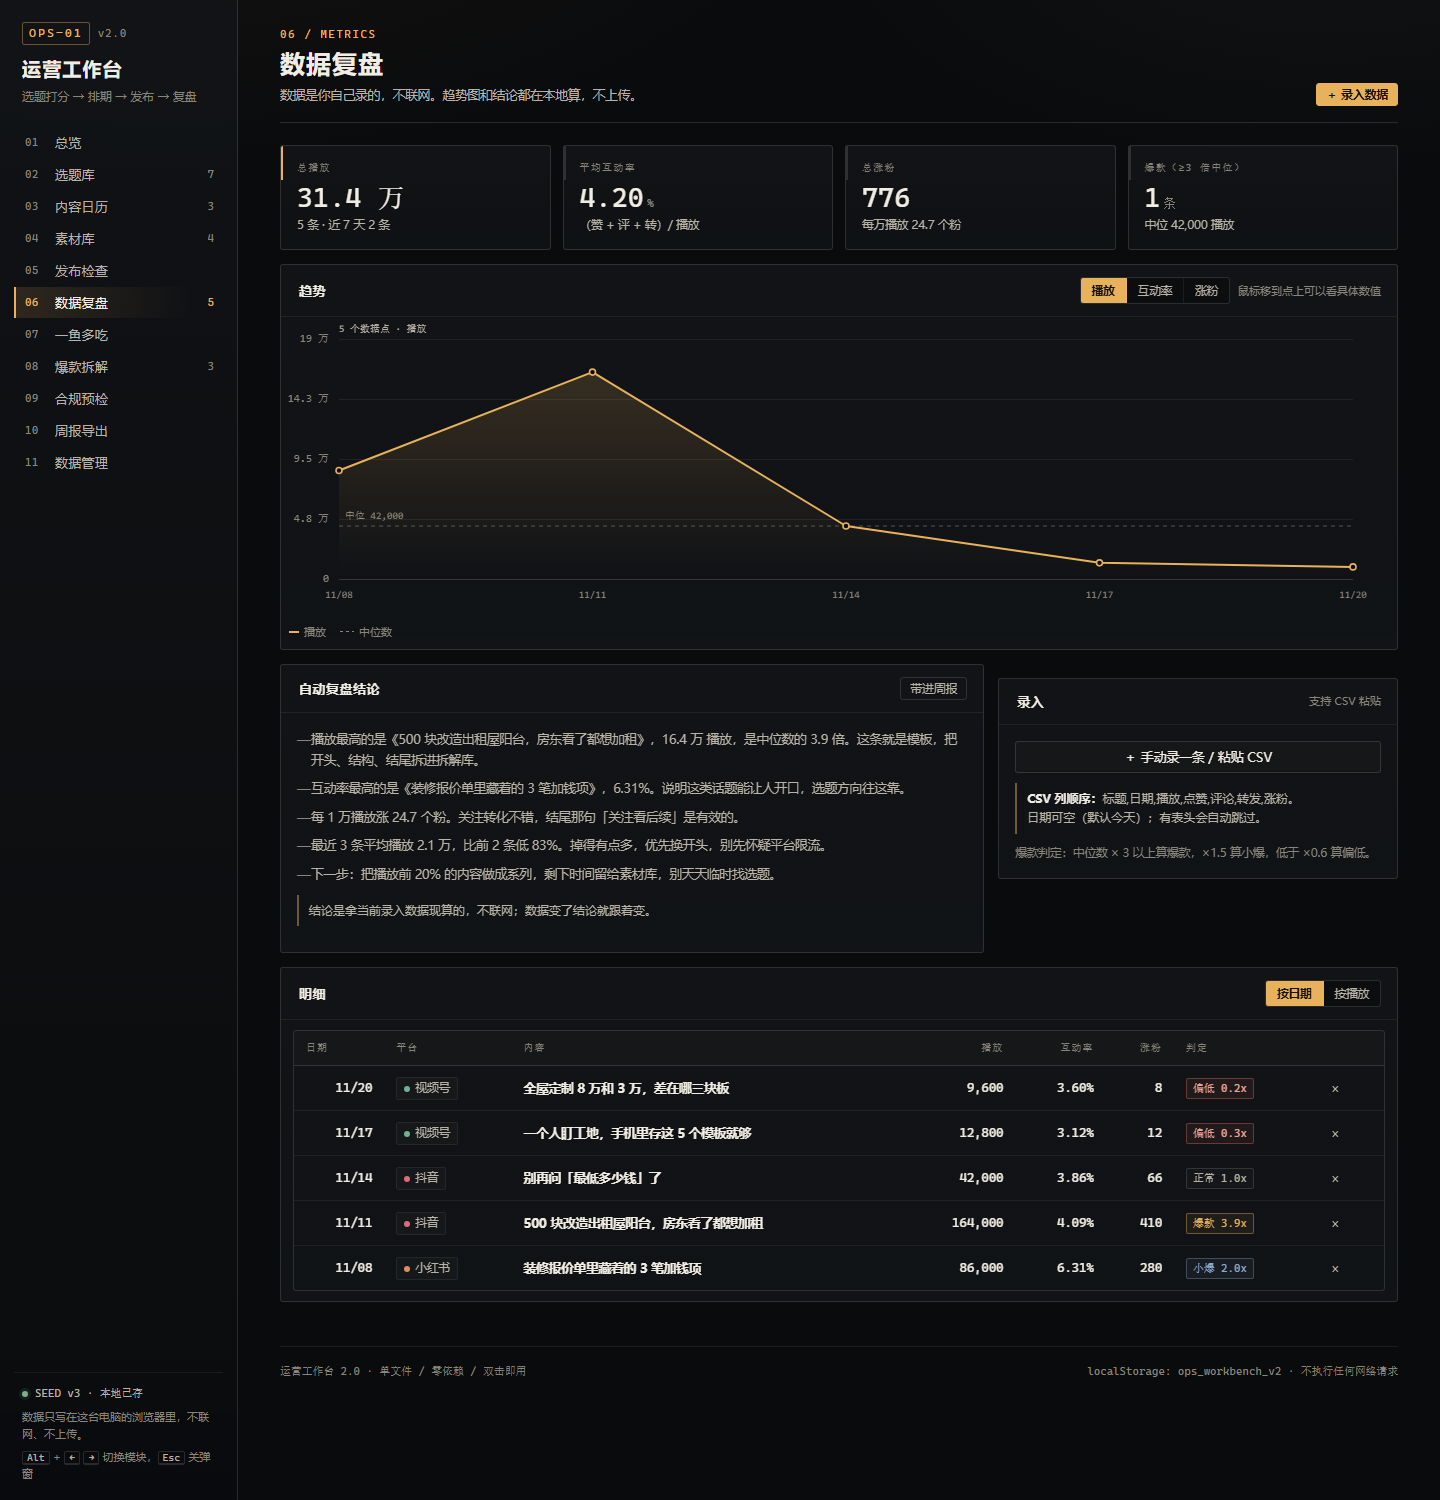 OPS-01 v2.0
运营工作台
选题打分 → 排期 → 发布 → 复盘
01 总览
02 选题库 7
03 内容日历 3
04 素材库 4
05 发布检查
06 数据复盘 5
07 一鱼多吃
08 爆款拆解 3
09 合规预检
10 周报导出
11 数据管理
SEED v3 · 本地已存
数据只写在这台电脑的浏览器里，不联
网、不上传。
Alt + ← → 切换模块，Esc 关弹
窗
06 / METRICS
数据复盘
数据是你自己录的，不联网。趋势图和结论都在本地算，不上传。
+ 录入数据
总播放
31.4 万
5 条 · 近 7 天 2 条
平均互动率
4.20%
（赞 + 评 + 转）/ 播放
总涨粉
776
每万播放 24.7 个粉
爆款（≥3 倍中位）
1条
中位 42,000 播放
趋势
播放 互动率 涨粉 鼠标移到点上可以看具体数值
5 个数据点 · 播放
19 万
14.3 万
9.5 万
4.8 万
0
中位 42,000
11/08 11/11 11/14 11/17 11/20
播放 中位数
自动复盘结论 带进周报
—播放最高的是《500 块改造出租屋阳台，房东看了都想加租》，16.4 万 播放，是中位数的 3.9 倍。这条就是模板，把
开头、结构、结尾拆进拆解库。
—互动率最高的是《装修报价单里藏着的 3 笔加钱项》，6.31%。说明这类话题能让人开口，选题方向往这靠。
—每 1 万播放涨 24.7 个粉。关注转化不错，结尾那句「关注看后续」是有效的。
—最近 3 条平均播放 2.1 万，比前 2 条低 83%。掉得有点多，优先换开头，别先怀疑平台限流。
—下一步：把播放前 20% 的内容做成系列，剩下时间留给素材库，别天天临时找选题。
结论是拿当前录入数据现算的，不联网；数据变了结论就跟着变。
录入 支持 CSV 粘贴
+ 手动录一条 / 粘贴 CSV
CSV 列顺序：标题,日期,播放,点赞,评论,转发,涨粉。
日期可空（默认今天）；有表头会自动跳过。
爆款判定：中位数 × 3 以上算爆款，×1.5 算小爆，低于 ×0.6 算偏低。
明细 按日期 按播放
日期 平台 内容 播放 互动率 涨粉 判定
11/20 视频号 全屋定制 8 万和 3 万，差在哪三块板 9,600 3.60% 8 偏低 0.2x ×
11/17 视频号 一个人盯工地，手机里存这 5 个模板就够 12,800 3.12% 12 偏低 0.3x ×
11/14 抖音 别再问「最低多少钱」了 42,000 3.86% 66 正常 1.0x ×
11/11 抖音 500 块改造出租屋阳台，房东看了都想加租 164,000 4.09% 410 爆款 3.9x ×
11/08 小红书 装修报价单里藏着的 3 笔加钱项 86,000 6.31% 280 小爆 2.0x ×
运营工作台 2.0 · 单文件 / 零依赖 / 双击即用
localStorage: ops_workbench_v2 · 不执行任何网络请求